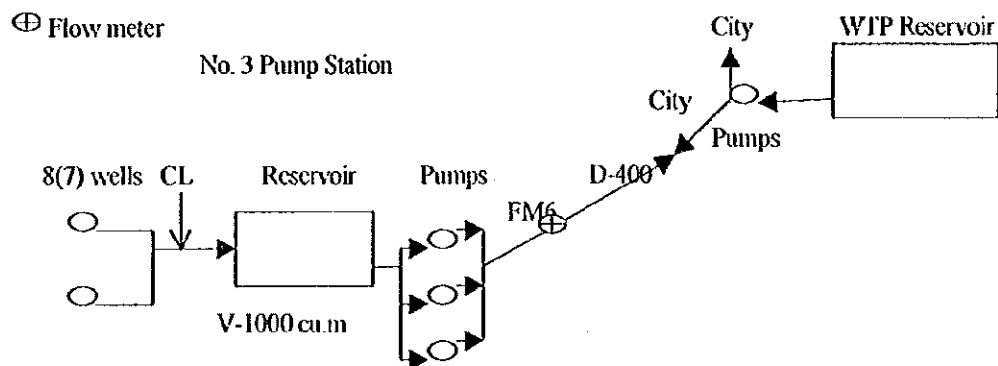 Flow meter
City
WTP Reservoir
No. 3 Pump Station
City
Pumps
8(7) wells
CL
Reservoir
Pumps
D-400
FM6
V-1000 cu.m